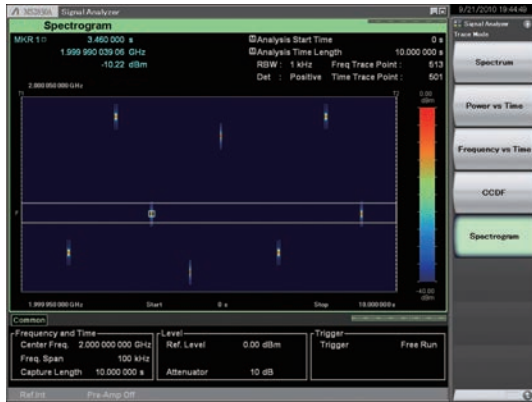 MS2830A Signal Analyzer
9/21/2010 19:44:49
Spectrogram
MKR 1
3.460 000 s
1.999 990 039 06 GHz
-10.22 dBm
Analysis Start Time 0 s
Analysis Time Length 10.000 000 s
RBW : 1 kHz Freq Trace Point : 513
Det : Positive Time Trace Point : 501
2.000 050 000 GHz
T1
T2
0.00
dBm
F
-40.00
dBm
1.999 950 000 GHz Start 0 s Stop 10.000 000 s
Common
Frequency and Time
Center Freq. 2.000 000 000 GHz
Freq. Span 100 kHz
Capture Length 10.000 000 s
Level
Ref. Level 0.00 dBm
Attenuator 10 dB
Trigger
Trigger Free Run
Ref.Int Pre-Amp Off
Signal Analyzer
Trace Mode
Spectrum
Power vs Time
Frequency vs Time
CCDF
Spectrogram